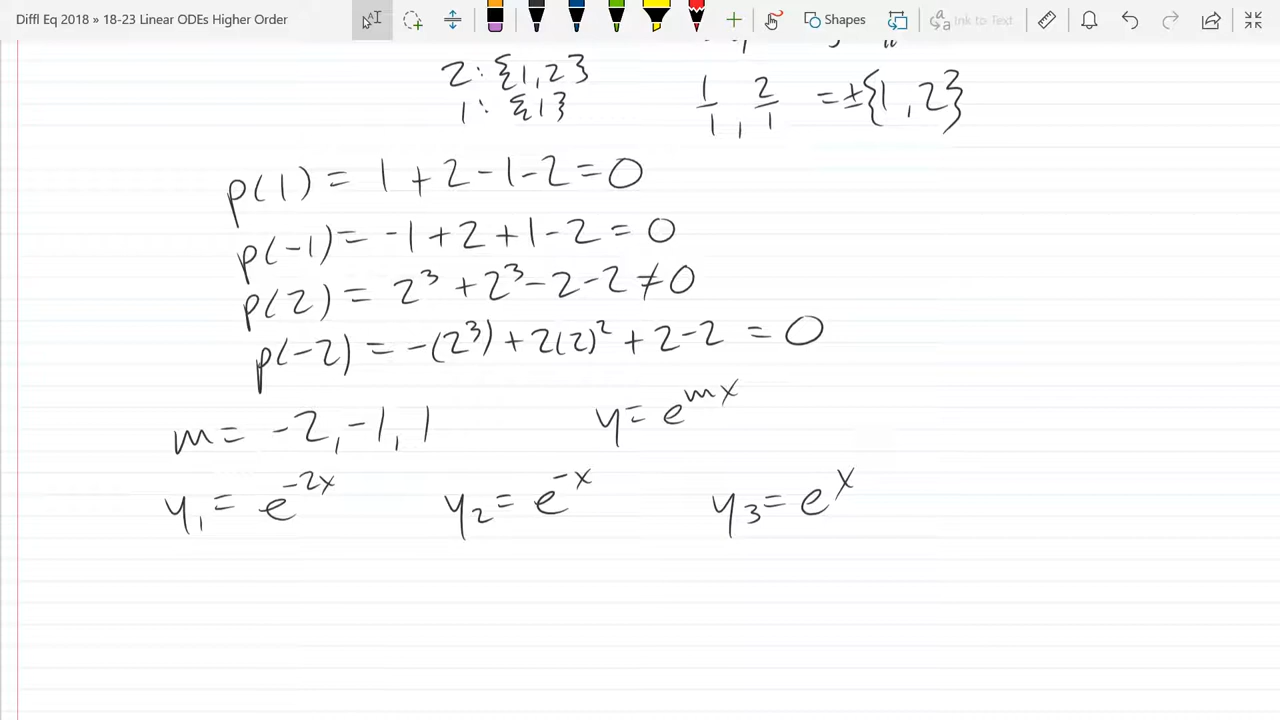 Diffl Eq 2018 » 18-23 Linear ODEs Higher Order Shapes Link to Text
2: {1,2}
1: {1}
1/1, 2/1 = ±{1,2}
p(1) = 1+2-1-2=0
p(-1)= -1+2+1-2=0
p(2) = 2³+2³-2-2≠0
p(-2) = -(2³)+2(2)²+2-2 = 0
m= -2,-1,1 y=e^{mx}
y₁= e^{-2x} y₂= e^{-x} y₃= e^{x}